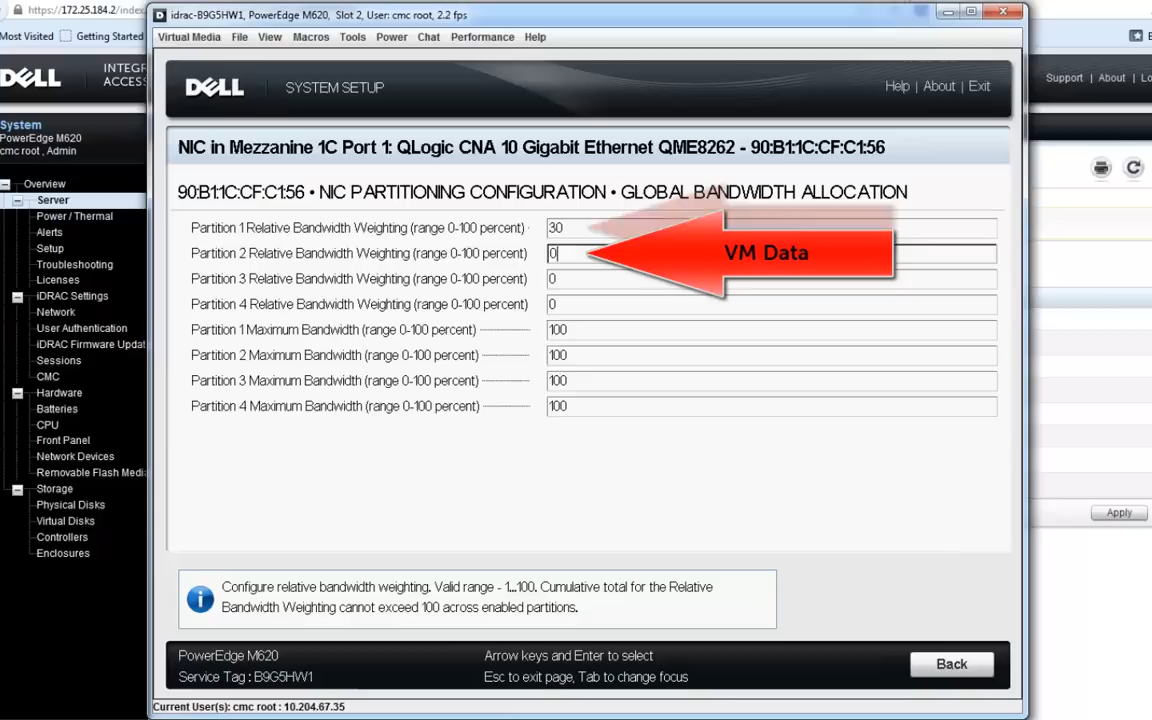 https://172.25.184.2/index
Most Visited Getting Started
DELL INTEGR
ACCESS
Support | About | Lo
System
PowerEdge M620
cmc root , Admin
Overview
Server
Power / Thermal
Alerts
Setup
Troubleshooting
Licenses
iDRAC Settings
Network
User Authentication
iDRAC Firmware Updat
Sessions
CMC
Hardware
Batteries
CPU
Front Panel
Network Devices
Removable Flash Media
Storage
Physical Disks
Virtual Disks
Controllers
Enclosures
idrac-B9G5HW1, PowerEdge M620, Slot 2, User: cmc root, 2.2 fps
Virtual Media File View Macros Tools Power Chat Performance Help
DELL SYSTEM SETUP Help | About | Exit
NIC in Mezzanine 1C Port 1: QLogic CNA 10 Gigabit Ethernet QME8262 - 90:B1:1C:CF:C1:56
90:B1:1C:CF:C1:56 • NIC PARTITIONING CONFIGURATION • GLOBAL BANDWIDTH ALLOCATION
Partition 1 Relative Bandwidth Weighting (range 0-100 percent) 30
Partition 2 Relative Bandwidth Weighting (range 0-100 percent) 0
VM Data
Partition 3 Relative Bandwidth Weighting (range 0-100 percent) 0
Partition 4 Relative Bandwidth Weighting (range 0-100 percent) 0
Partition 1 Maximum Bandwidth (range 0-100 percent) 100
Partition 2 Maximum Bandwidth (range 0-100 percent) 100
Partition 3 Maximum Bandwidth (range 0-100 percent) 100
Partition 4 Maximum Bandwidth (range 0-100 percent) 100
Configure relative bandwidth weighting. Valid range - 1...100. Cumulative total for the Relative
Bandwidth Weighting cannot exceed 100 across enabled partitions.
PowerEdge M620
Service Tag : B9G5HW1
Arrow keys and Enter to select
Esc to exit page, Tab to change focus
Back
Current User(s): cmc root : 10.204.67.35
Apply